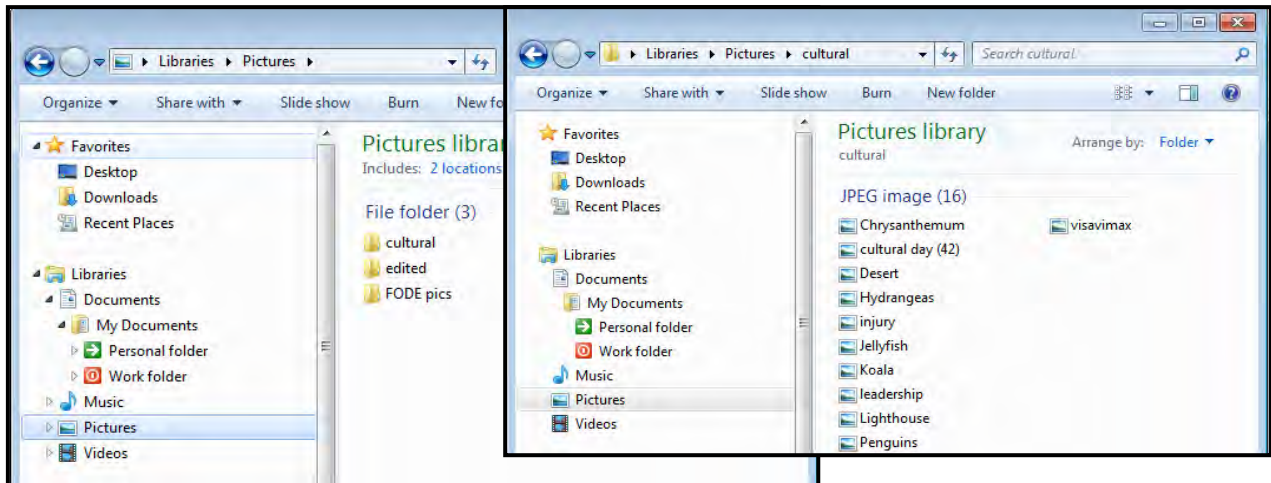 Libraries ▸ Pictures ▸
Organize ▾ Share with ▾ Slide show Burn New fo
Favorites
Desktop
Downloads
Recent Places
Libraries
Documents
My Documents
Personal folder
Work folder
Music
Pictures
Videos
Pictures librar
Includes: 2 locations
File folder (3)
cultural
edited
FODE pics
Libraries ▸ Pictures ▸ cultural
Search cultural
Organize ▾ Share with ▾ Slide show Burn New folder
Favorites
Desktop
Downloads
Recent Places
Libraries
Documents
My Documents
Personal folder
Work folder
Music
Pictures
Videos
Pictures library
cultural
Arrange by: Folder ▾
JPEG image (16)
Chrysanthemum
cultural day (42)
Desert
Hydrangeas
injury
Jellyfish
Koala
leadership
Lighthouse
Penguins
visavimax